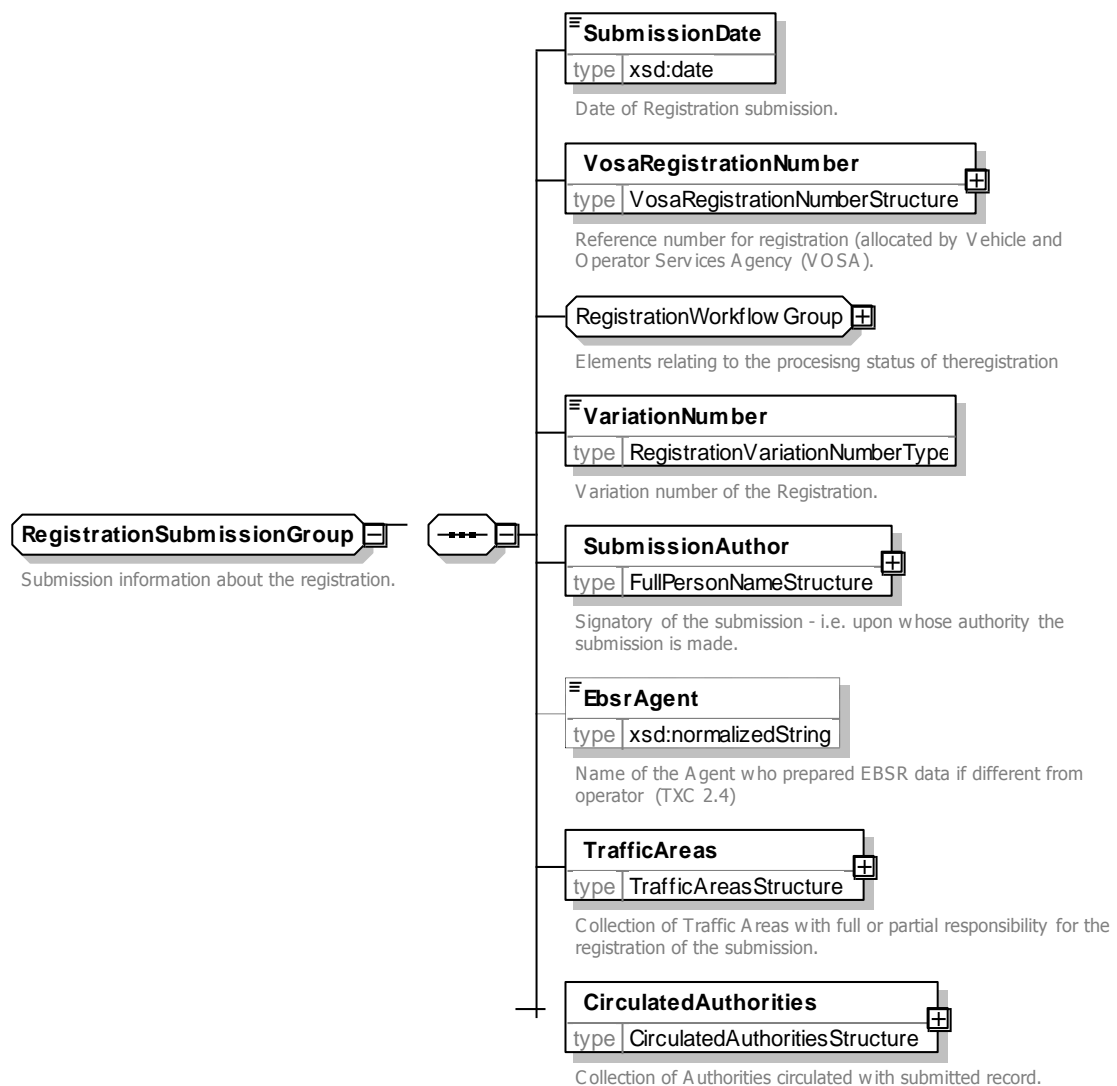 SubmissionDate
type xsd:date
Date of Registration submission.
VosaRegistrationNumber
type VosaRegistrationNumberStructure
Reference number for registration (allocated by Vehicle and
Operator Services Agency (VOSA).
RegistrationWorkflowGroup
Elements relating to the procesisng status of theregistration
VariationNumber
type RegistrationVariationNumberType
Variation number of the Registration.
RegistrationSubmissionGroup
Submission information about the registration.
SubmissionAuthor
type FullPersonNameStructure
Signatory of the submission - i.e. upon whose authority the
submission is made.
EbsrAgent
type xsd:normalizedString
Name of the Agent who prepared EBSR data if different from
operator (TXC 2.4)
TrafficAreas
type TrafficAreasStructure
Collection of Traffic Areas with full or partial responsibility for the
registration of the submission.
CirculatedAuthorities
type CirculatedAuthoritiesStructure
Collection of Authorities circulated with submitted record.